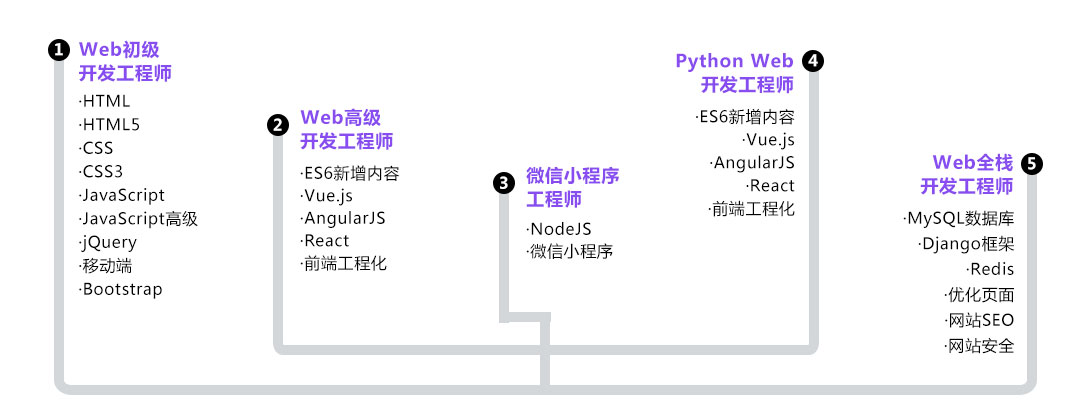 1
Web初级
开发工程师
·HTML
·HTML5
·CSS
·CSS3
·JavaScript
·JavaScript高级
·jQuery
·移动端
·Bootstrap
2
Web高级
开发工程师
·ES6新增内容
·Vue.js
·AngularJS
·React
·前端工程化
3
微信小程序
工程师
·NodeJS
·微信小程序
4
Python Web
开发工程师
·ES6新增内容
·Vue.js
·AngularJS
·React
·前端工程化
5
Web全栈
开发工程师
·MySQL数据库
·Django框架
·Redis
·优化页面
·网站SEO
·网站安全